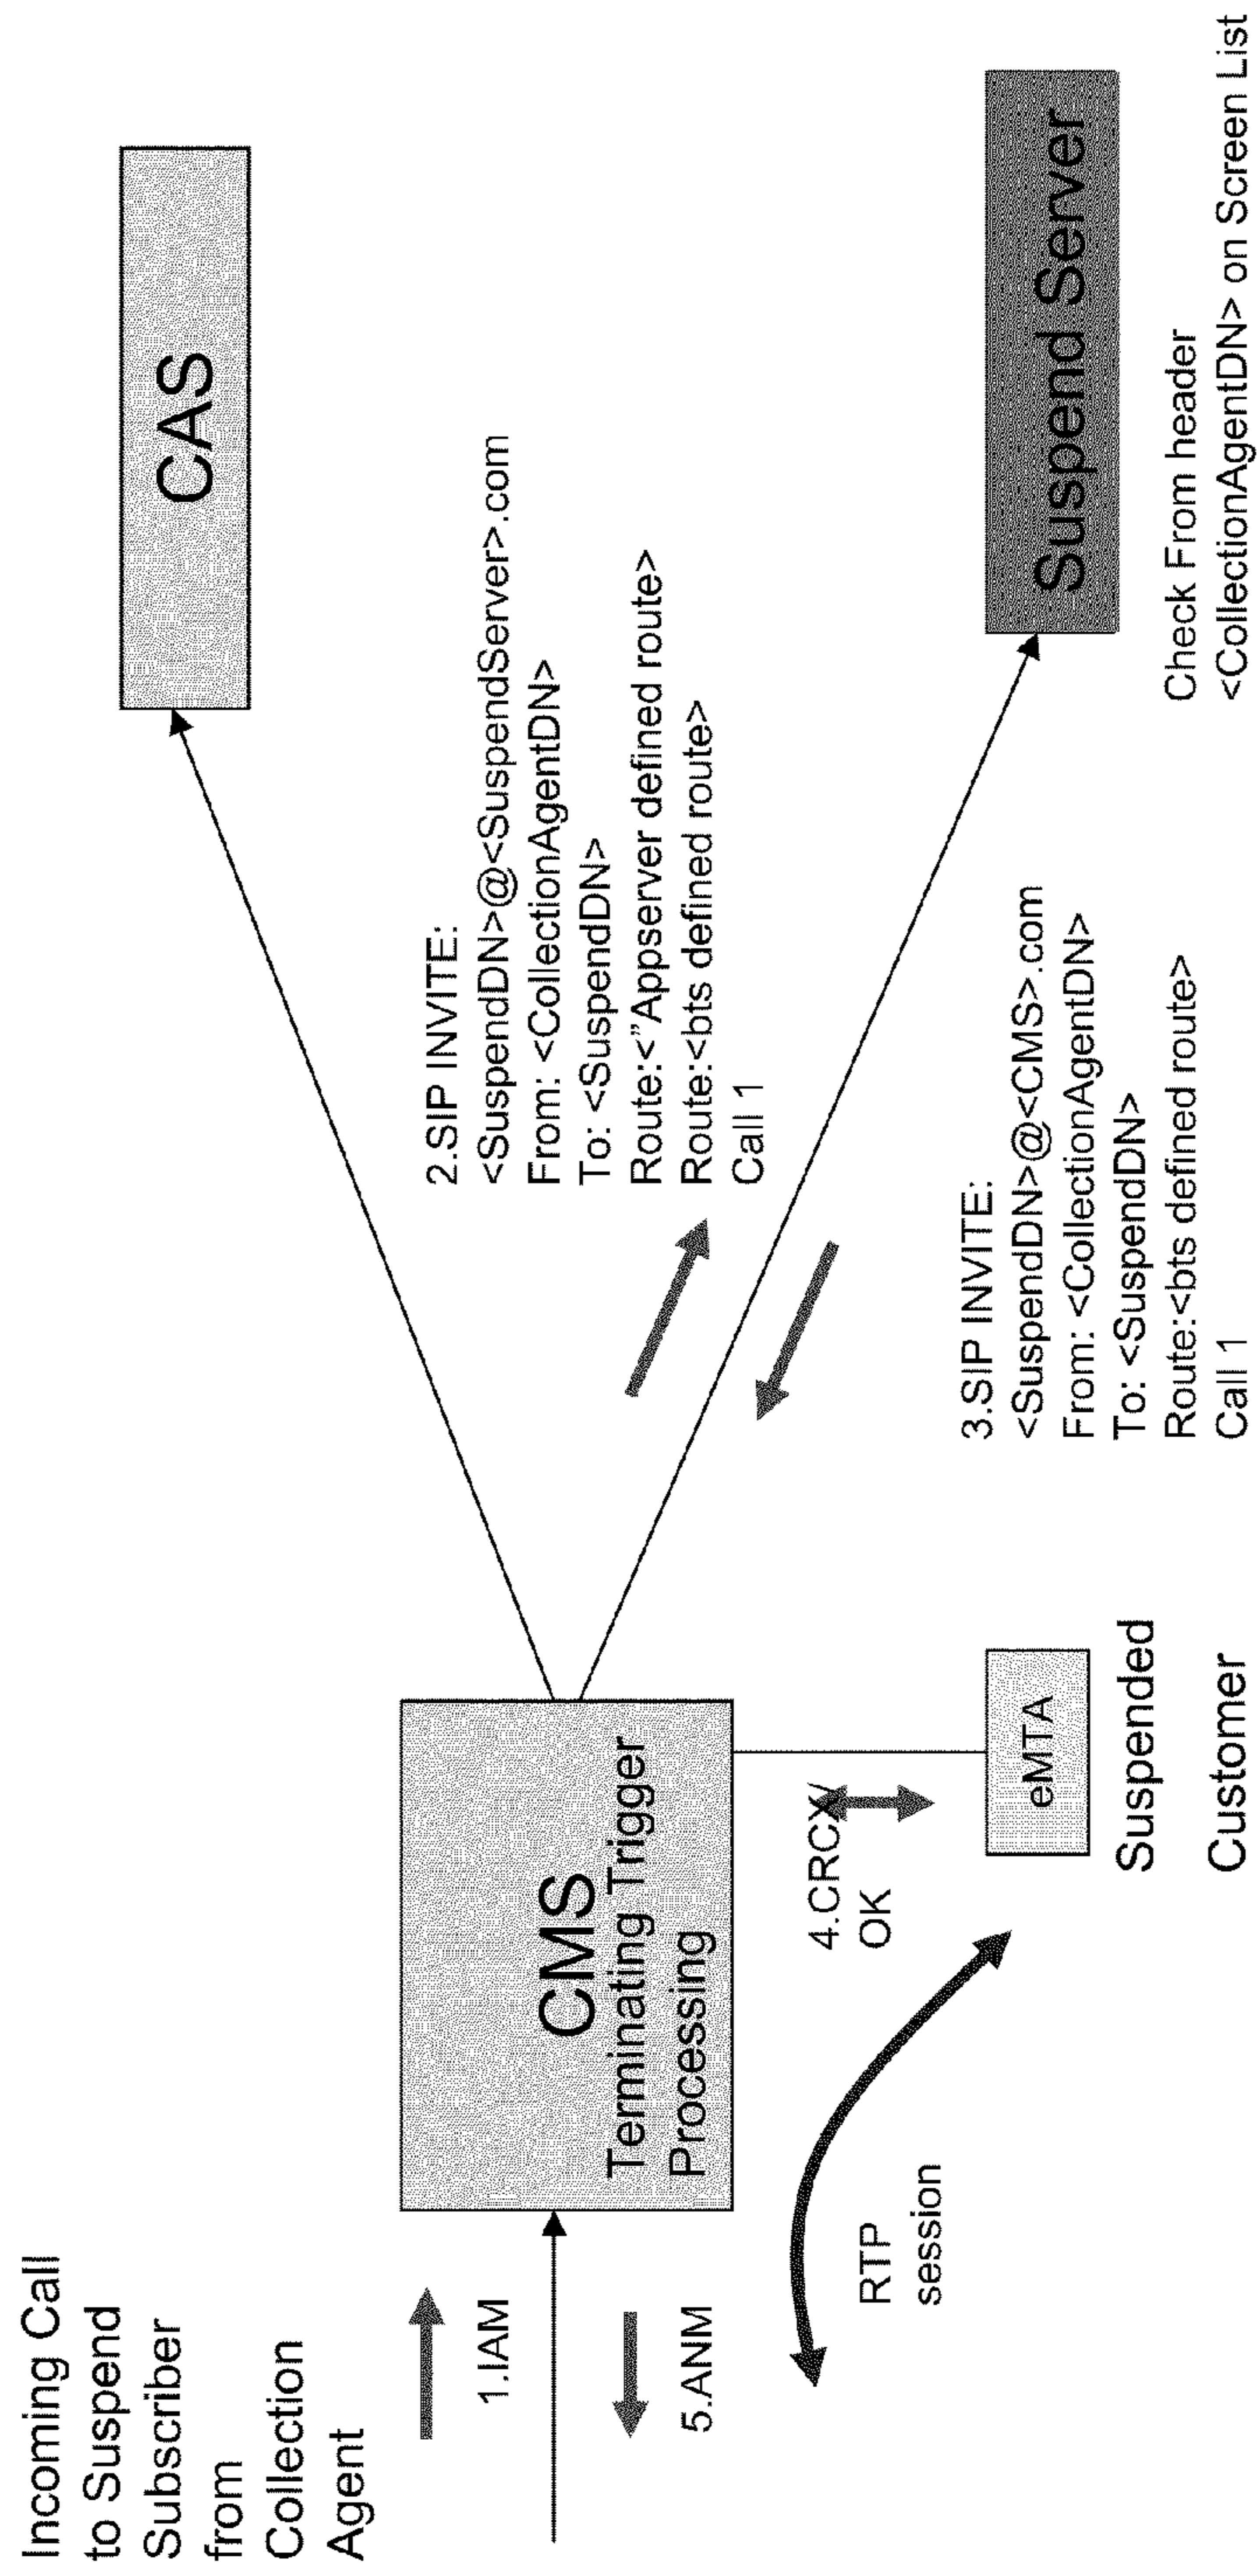 Incoming Call
to Suspend
Subscriber
from
Collection
Agent
1.IAM
5.ANM
CMS
Terminating Trigger
Processing
RTP
session
4.CRCX/
OK
eMTA
Suspended
Customer
CAS
2.SIP INVITE:
<SuspendDN>@<SuspendServer>.com
From: <CollectionAgentDN>
To: <SuspendDN>
Route:<”Appserver defined route>
Route:<bts defined route>
Call 1
3.SIP INVITE:
<SuspendDN>@<CMS>.com
From: <CollectionAgentDN>
To: <SuspendDN>
Route:<bts defined route>
Call 1
Suspend Server
Check From header
<CollectionAgentDN> on Screen List